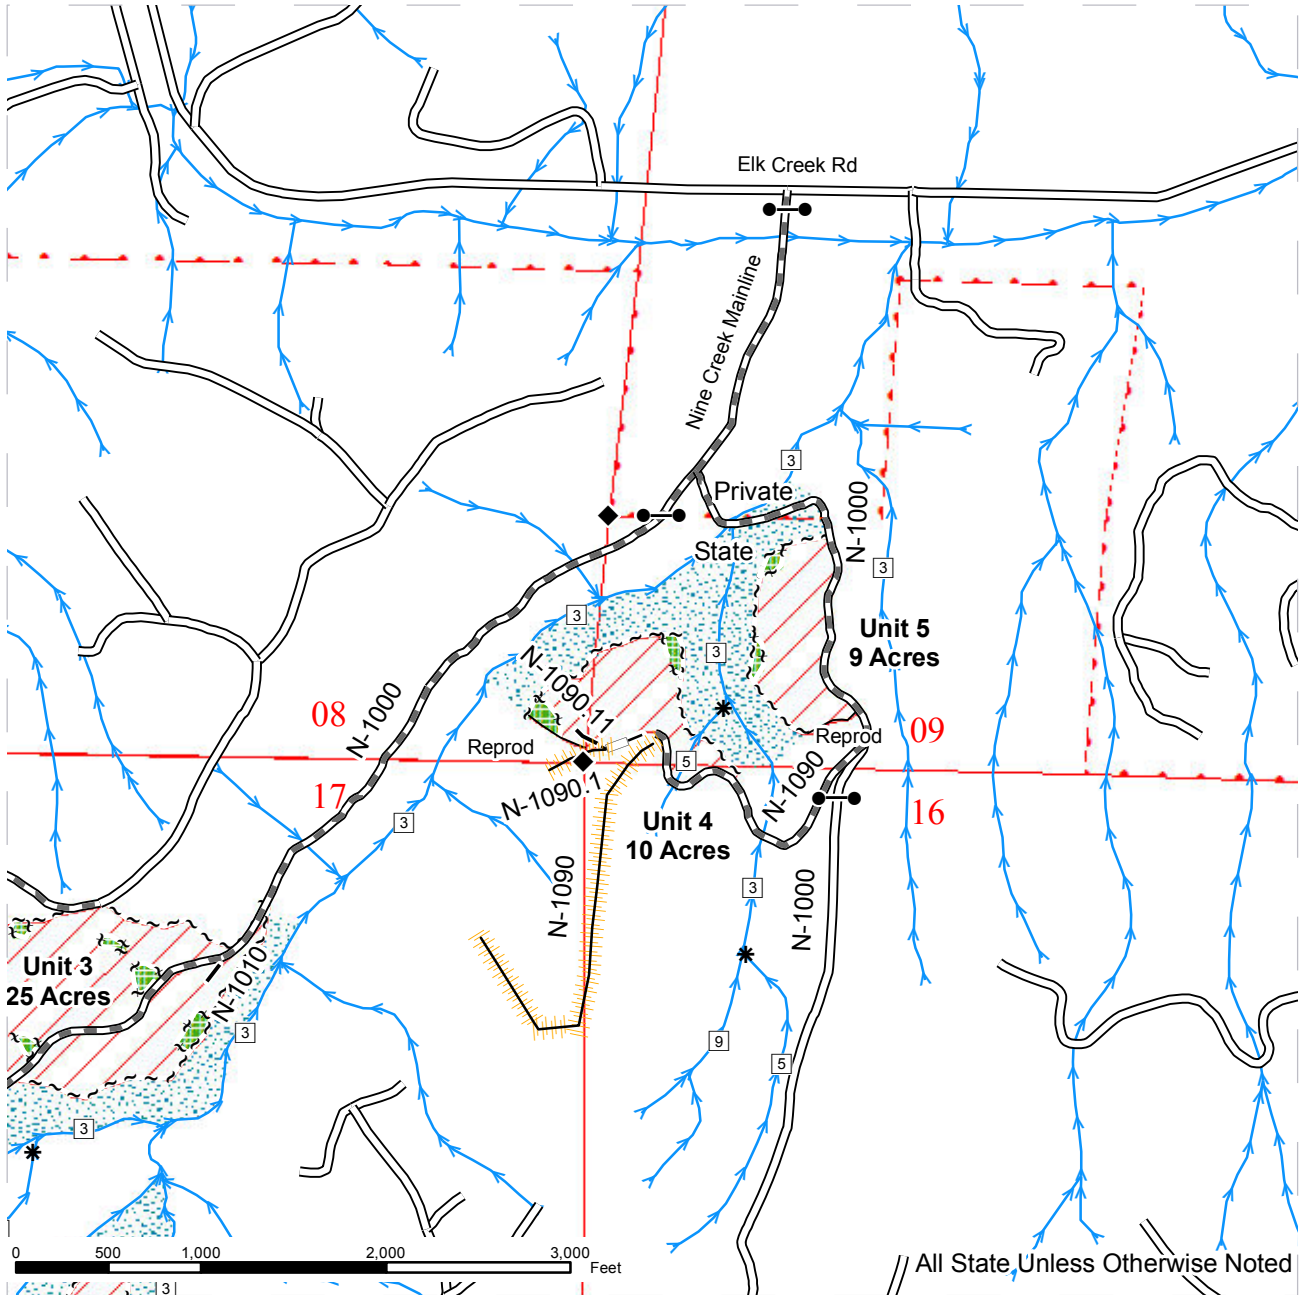 Elk Creek Rd
Nine Creek Mainline
3
Private
N-1000
State
3
3
Unit 5
9 Acres
3
N-1090.11
08
N-1000
Reprod
Reprod
09
5
N-1090
17
N-1090.1
16
3
Unit 4
10 Acres
N-1090
3
N-1000
Unit 3
25 Acres
N-1010
3
9
5
3
0 500 1,000 2,000 3,000
Feet
All State Unless Otherwise Noted
3